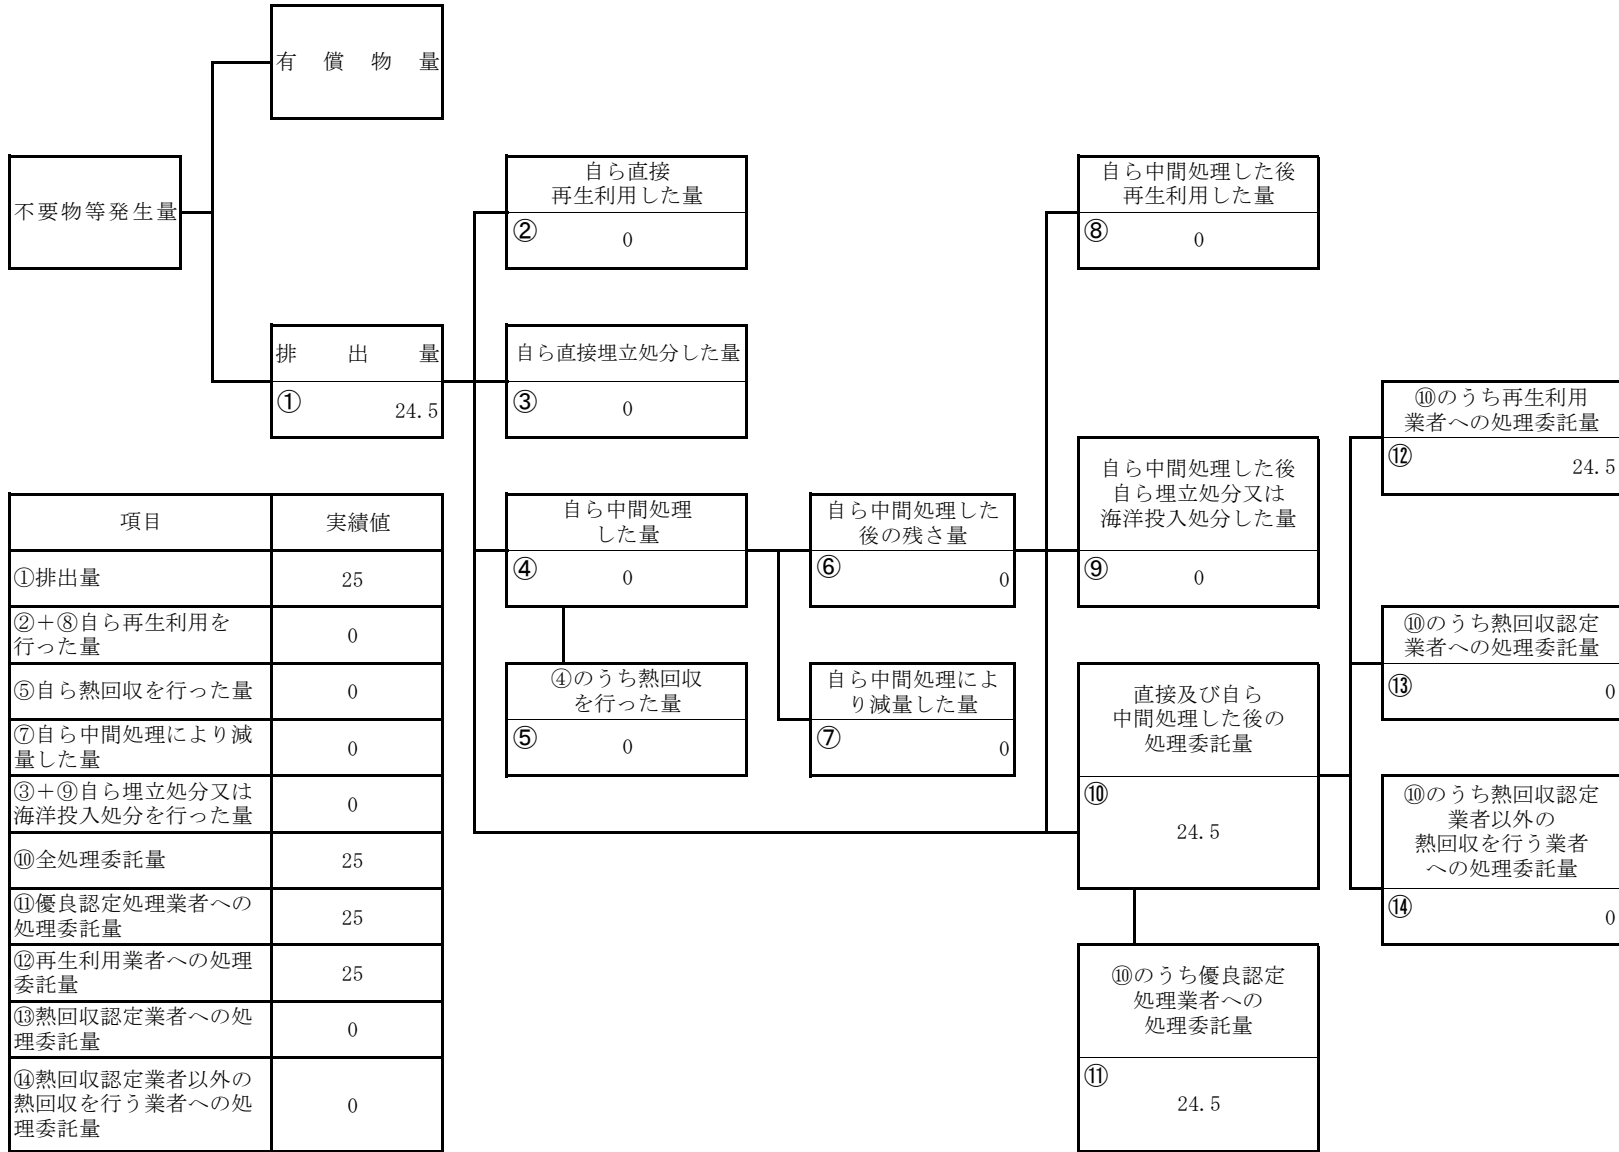 有償物量
不要物等発生量
排出量
①
24.5
自ら直接
再生利用した量
②
0
自ら直接埋立処分した量
③
0
自ら中間処理
した量
④
0
④のうち熱回収
を行った量
⑤
0
自ら中間処理した
後の残さ量
⑥
0
自ら中間処理によ
り減量した量
⑦
0
自ら中間処理した後
再生利用した量
⑧
0
自ら中間処理した後
自ら埋立処分又は
海洋投入処分した量
⑨
0
直接及び自ら
中間処理した後の
処理委託量
⑩
24.5
⑩のうち優良認定
処理業者への
処理委託量
⑪
24.5
⑩のうち再生利用
業者への処理委託量
⑫
24.5
⑩のうち熱回収認定
業者への処理委託量
⑬
0
⑩のうち熱回収認定
業者以外の
熱回収を行う業者
への処理委託量
⑭
0
項目 実績値
①排出量 25
②+⑧自ら再生利用を
行った量 0
⑤自ら熱回収を行った量 0
⑦自ら中間処理により減
量した量 0
③+⑨自ら埋立処分又は
海洋投入処分を行った量 0
⑩全処理委託量 25
⑪優良認定処理業者への
処理委託量 25
⑫再生利用業者への処理
委託量 25
⑬熱回収認定業者への処
理委託量 0
⑭熱回収認定業者以外の
熱回収を行う業者への処 0
理委託量